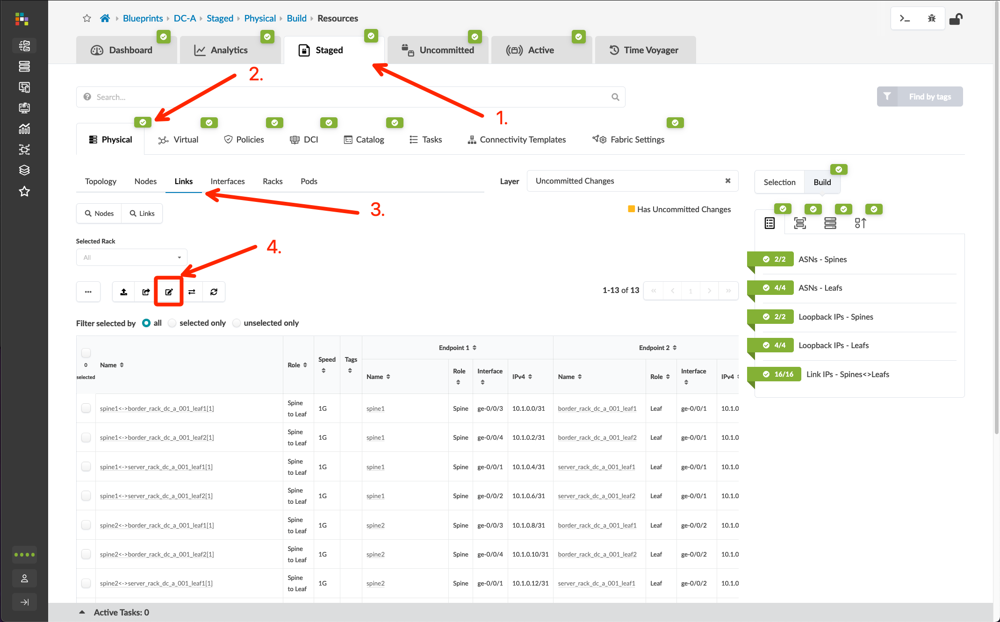 Blueprints DC-A Staged Physical Build Resources
Dashboard Analytics Staged Uncommitted Active Time Voyager
2.
1.
Search...
Find by tags
Physical Virtual Policies DCI Catalog Tasks Connectivity Templates Fabric Settings
Topology Nodes Links Interfaces Racks Pods
Layer Uncommitted Changes
Selection Build
3.
Nodes Links
Has Uncommitted Changes
Selected Rack
All
4.
1-13 of 13 « < 1 > »
Filter selected by all selected only unselected only
ASNs - Spines 2/2
ASNs - Leafs 4/4
Loopback IPs - Spines 2/2
Loopback IPs - Leafs 4/4
Link IPs - Spines<>Leafs 16/16
0 selected Name Role Speed Tags Endpoint 1 Endpoint 2
Name Role Interface IPv4 Name Role Interface IPv4
spine1<->border_rack_dc_a_001_leaf1[1] Spine to Leaf 1G spine1 Spine ge-0/0/3 10.1.0.0/31 border_rack_dc_a_001_leaf1 Leaf ge-0/0/1 10.1.0
spine1<->border_rack_dc_a_001_leaf2[1] Spine to Leaf 1G spine1 Spine ge-0/0/4 10.1.0.2/31 border_rack_dc_a_001_leaf2 Leaf ge-0/0/1 10.1.0
spine1<->server_rack_dc_a_001_leaf1[1] Spine to Leaf 1G spine1 Spine ge-0/0/1 10.1.0.4/31 server_rack_dc_a_001_leaf1 Leaf ge-0/0/1 10.1.0
spine1<->server_rack_dc_a_001_leaf2[1] Spine to Leaf 1G spine1 Spine ge-0/0/2 10.1.0.6/31 server_rack_dc_a_001_leaf2 Leaf ge-0/0/1 10.1.0
spine2<->border_rack_dc_a_001_leaf1[1] Spine to Leaf 1G spine2 Spine ge-0/0/3 10.1.0.8/31 border_rack_dc_a_001_leaf1 Leaf ge-0/0/2 10.1.0
spine2<->border_rack_dc_a_001_leaf2[1] Spine to Leaf 1G spine2 Spine ge-0/0/4 10.1.0.10/31 border_rack_dc_a_001_leaf2 Leaf ge-0/0/2 10.1.0
spine2<->server_rack_dc_a_001_leaf1[1] Spine to Leaf 1G spine2 Spine ge-0/0/1 10.1.0.12/31 server_rack_dc_a_001_leaf1 Leaf ge-0/0/2 10.1.0
Active Tasks: 0